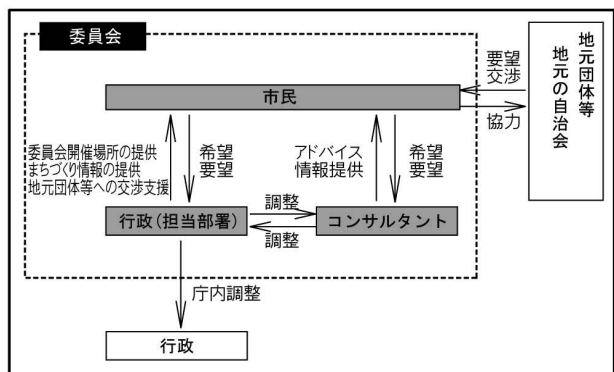 委員会
要望
交渉
市民
協力
地元団体等
地元の自治会
委員会開催場所の提供
まちづくり情報の提供
地元団体等への交渉支援
希望
要望
アドバイス
情報提供
希望
要望
調整
行政(担当部署)
コンサルタント
調整
庁内調整
行政